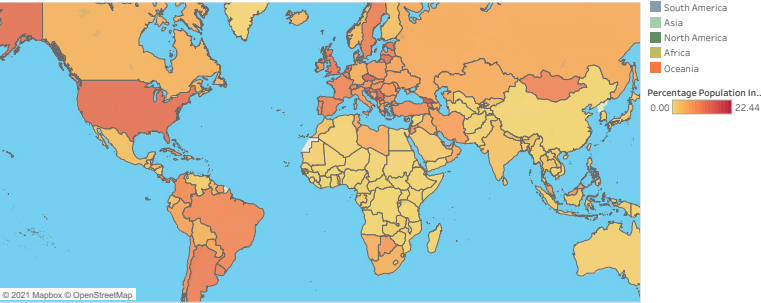 South America
Asia
North America
Africa
Oceania
Percentage Population In..
0.00 22.44
© 2021 Mapbox © OpenStreetMap